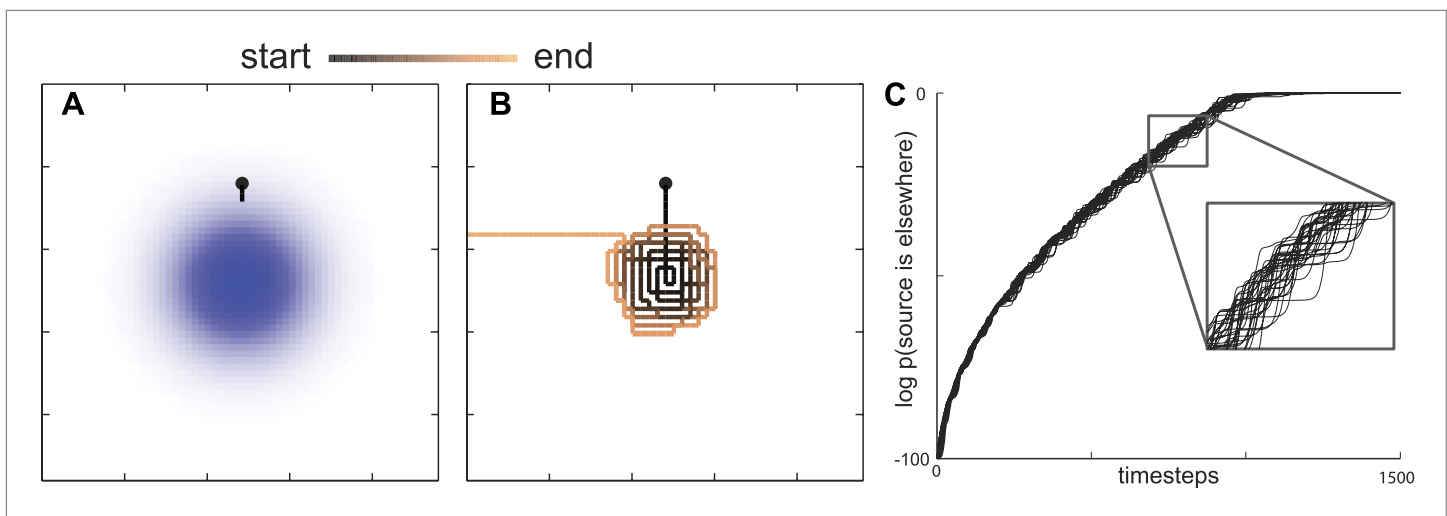 start end
A
B
C
0
log p(source is elsewhere)
-100
0
timesteps
1500